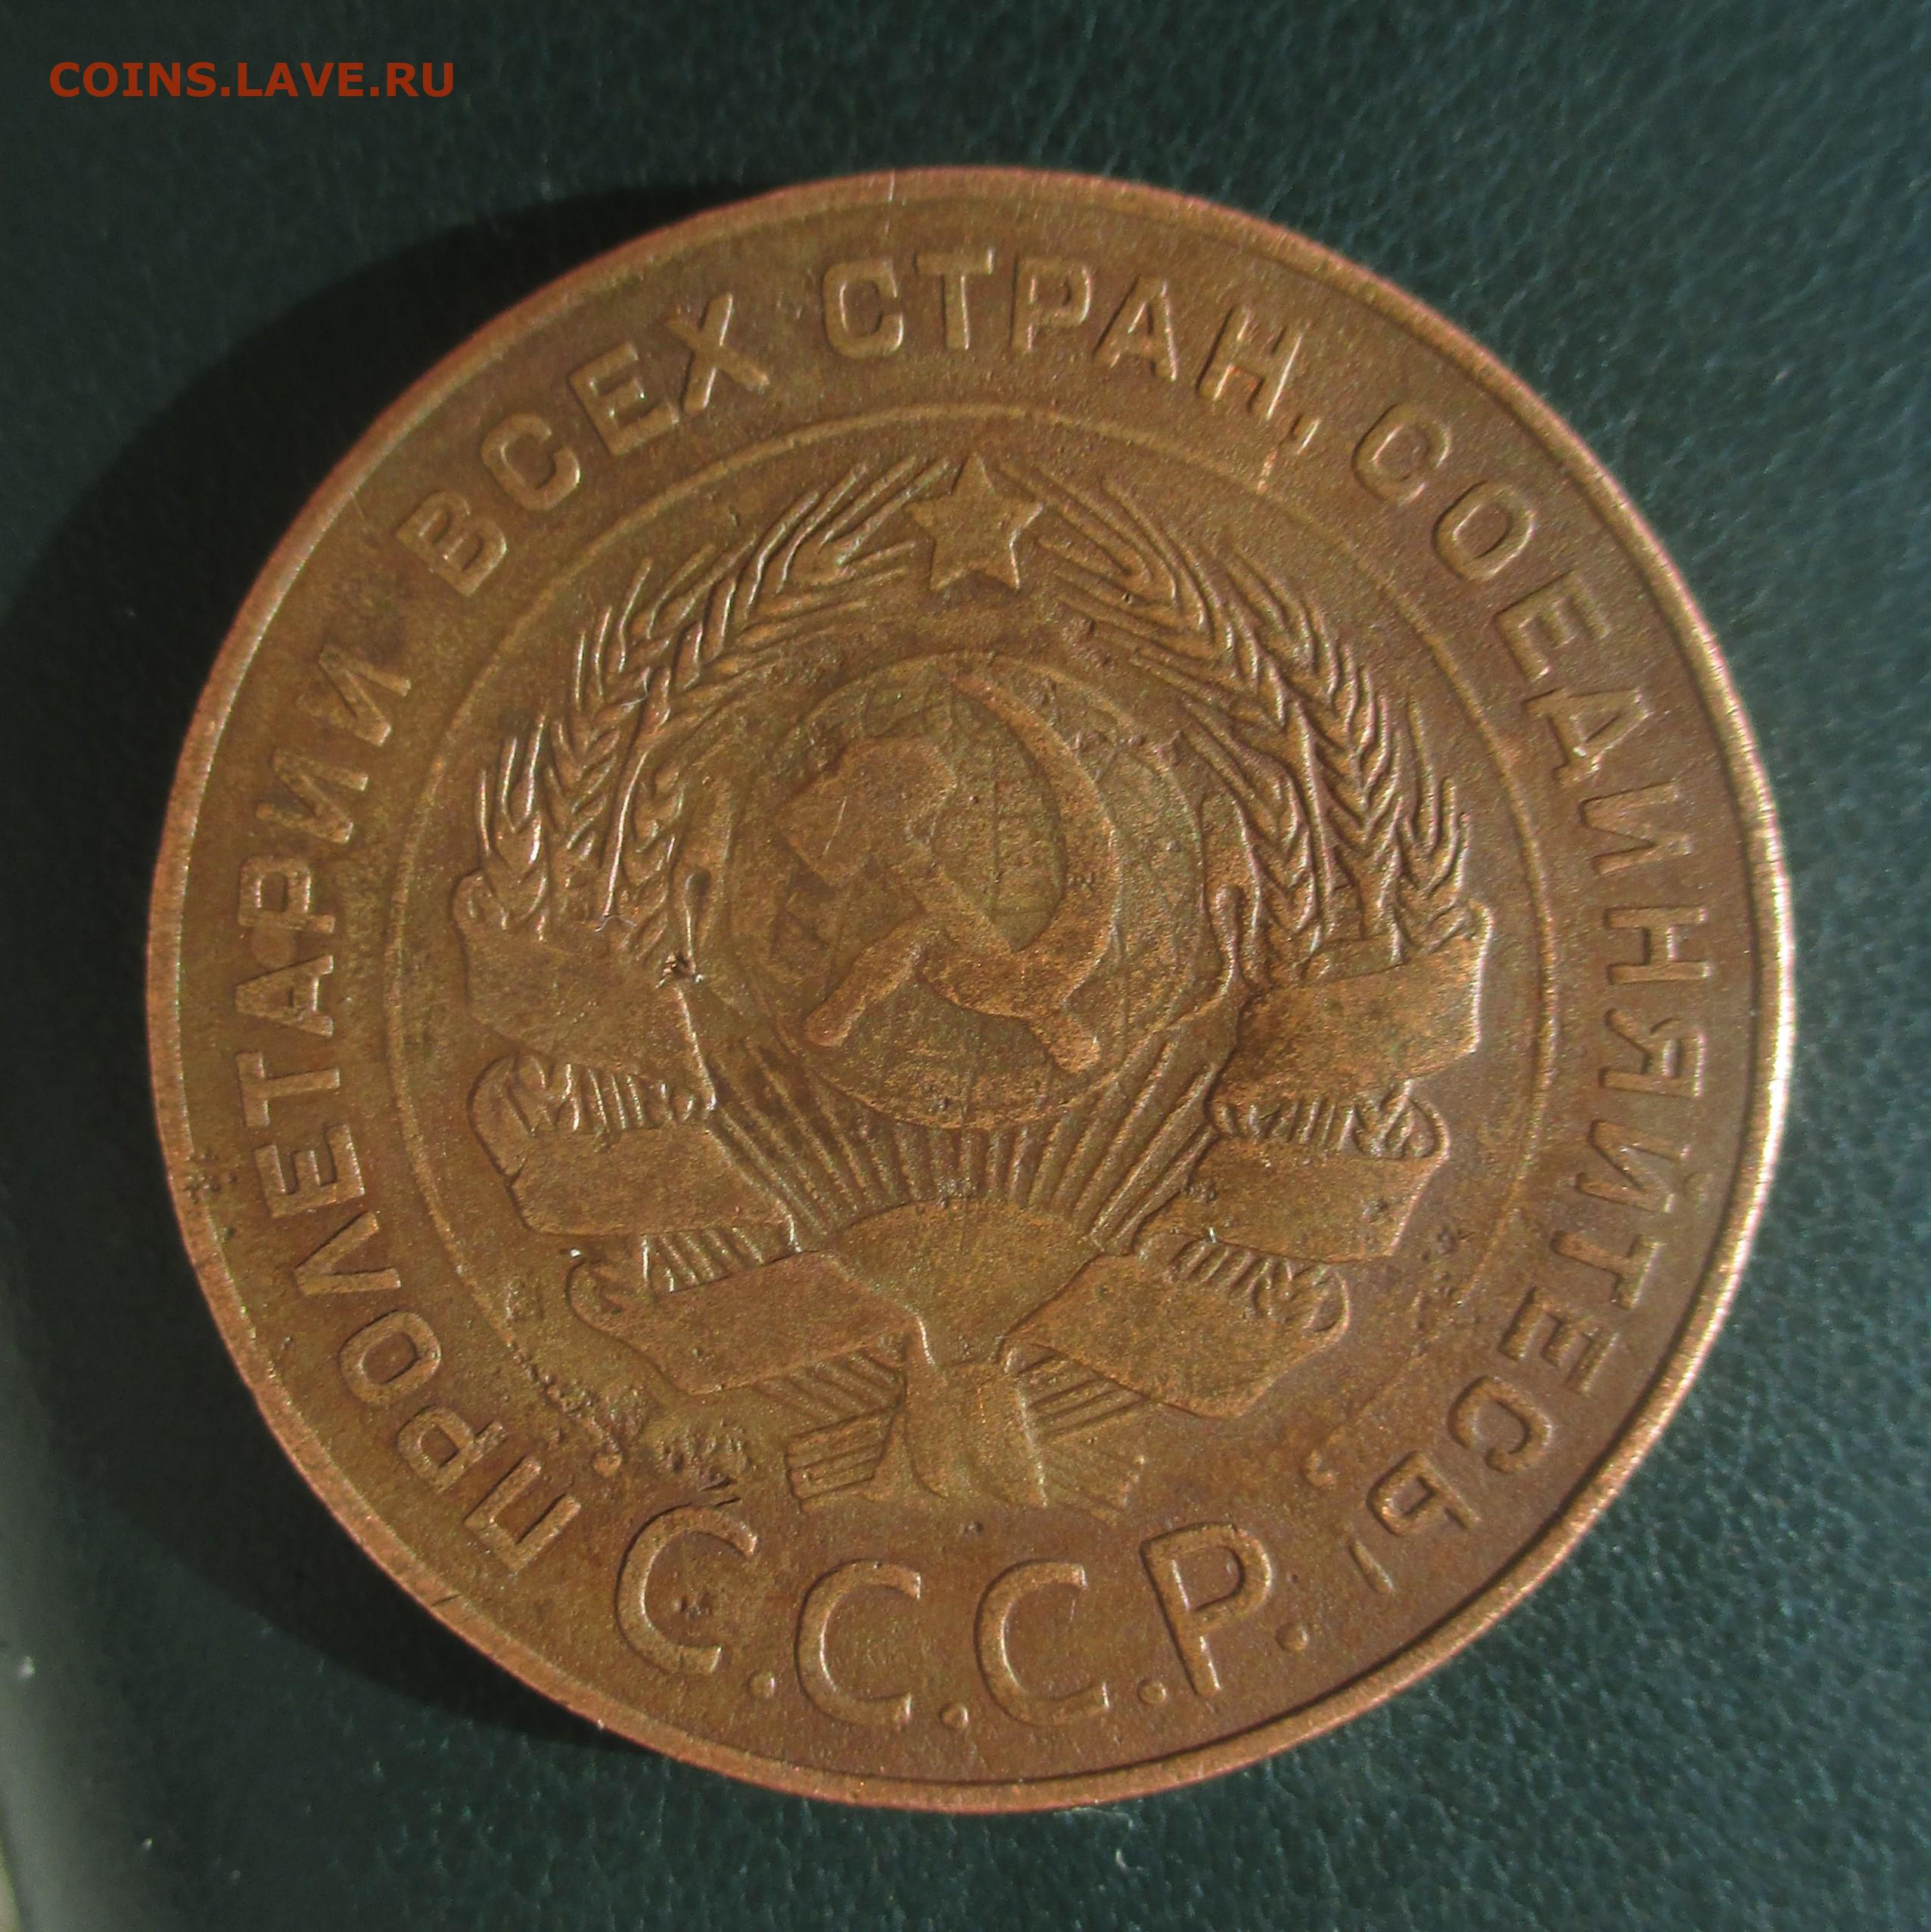 COINS.LAVE.RU
ПРОЛЕТАРИИ ВСЕХ СТРАН, СОЕДИНЯЙТЕСЬ!
С.С.С.Р.